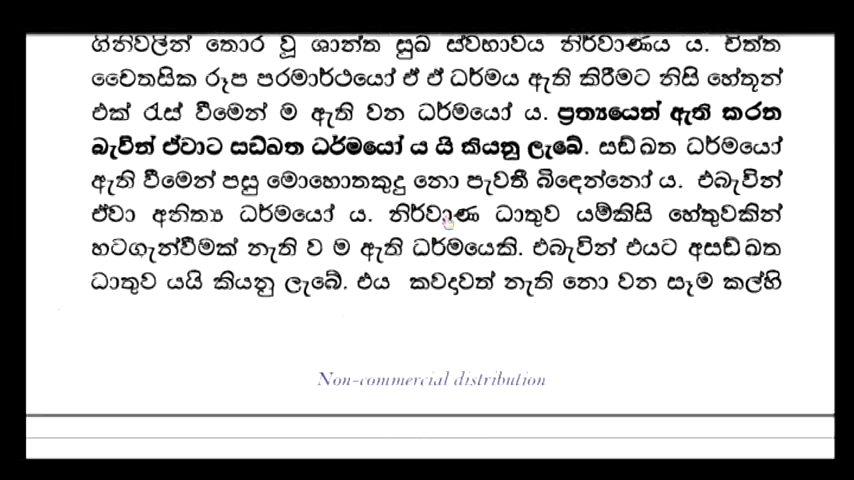 ගිනිවලින් තොර වූ ශාන්ත සුඛ ස්වභාවය නිර්වාණය ය. චිත්ත
චෛතසික රූප පරමාර්ථයෝ ඒ ඒ ධර්මය ඇති කිරීමට නිසි හේතූන්
එක් රැස් වීමෙන් ම ඇති වන ධර්මයෝ ය. ප්‍රත්‍යයෙන් ඇති කරන
බැවින් ඒවාට සඞ්ඛත ධර්මයෝ ය යි කියනු ලැබේ. සඞ්ඛත ධර්මයෝ
ඇති වීමෙන් පසු මොහොතකුදු නො පැවතී බිඳෙන්නෝ ය. එබැවින්
ඒවා අනිත්‍ය ධර්මයෝ ය. නිර්වාණ ධාතුව යම්කිසි හේතුවකින්
හටගැන්වීමක් නැති ව ම ඇති ධර්මයෙකි. එබැවින් එයට අසඞ්ඛත
ධාතුව යයි කියනු ලැබේ. එය කවදාවත් නැති නො වන සෑම කල්හි
Non-commercial distribution